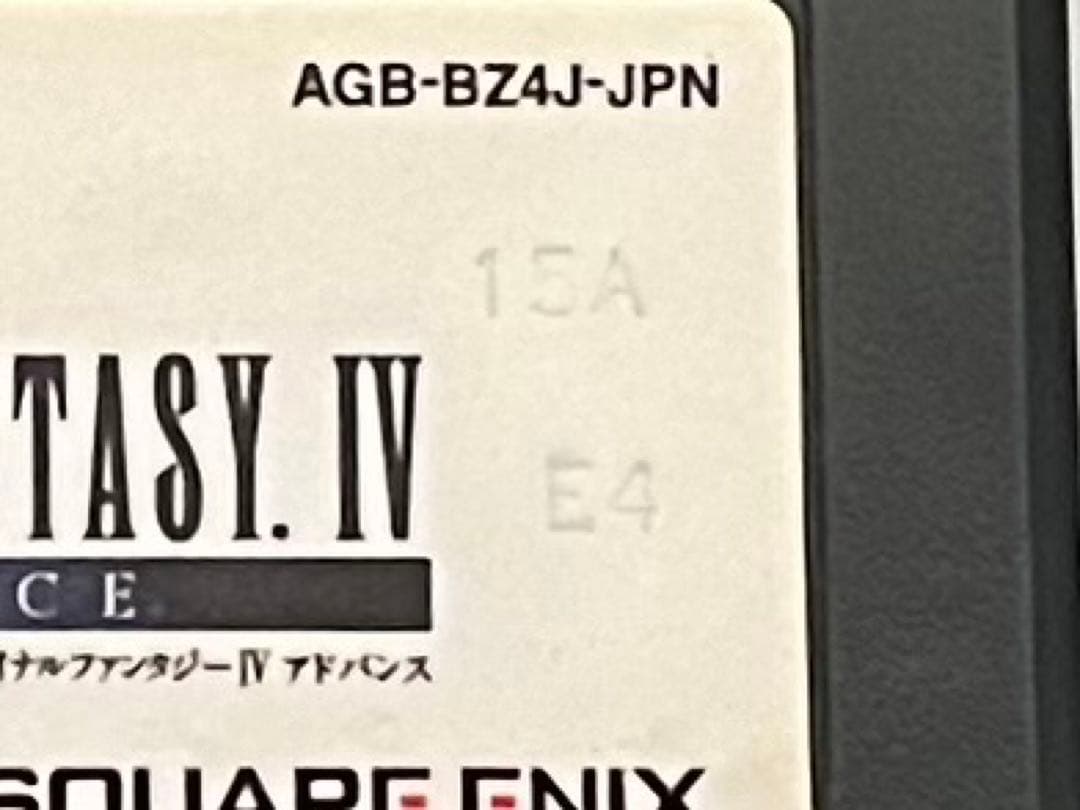 AGB-BZ4J-JPN
15A
TASY. IV
E4
CE
イナルファンタジーIV アドバンス
SQUARE ENIX